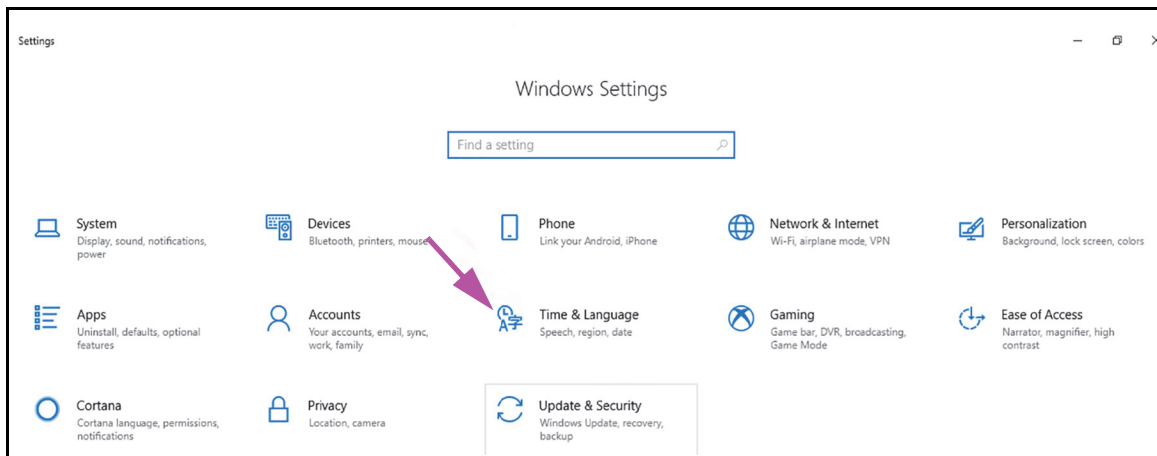 Settings
Windows Settings
Find a setting
System
Display, sound, notifications,
power
Devices
Bluetooth, printers, mouse
Phone
Link your Android, iPhone
Network & Internet
Wi-Fi, airplane mode, VPN
Personalization
Background, lock screen, colors
Apps
Uninstall, defaults, optional
features
Accounts
Your accounts, email, sync,
work, family
Time & Language
Speech, region, date
Gaming
Game bar, DVR, broadcasting,
Game Mode
Ease of Access
Narrator, magnifier, high
contrast
Cortana
Cortana language, permissions,
notifications
Privacy
Location, camera
Update & Security
Windows Update, recovery,
backup